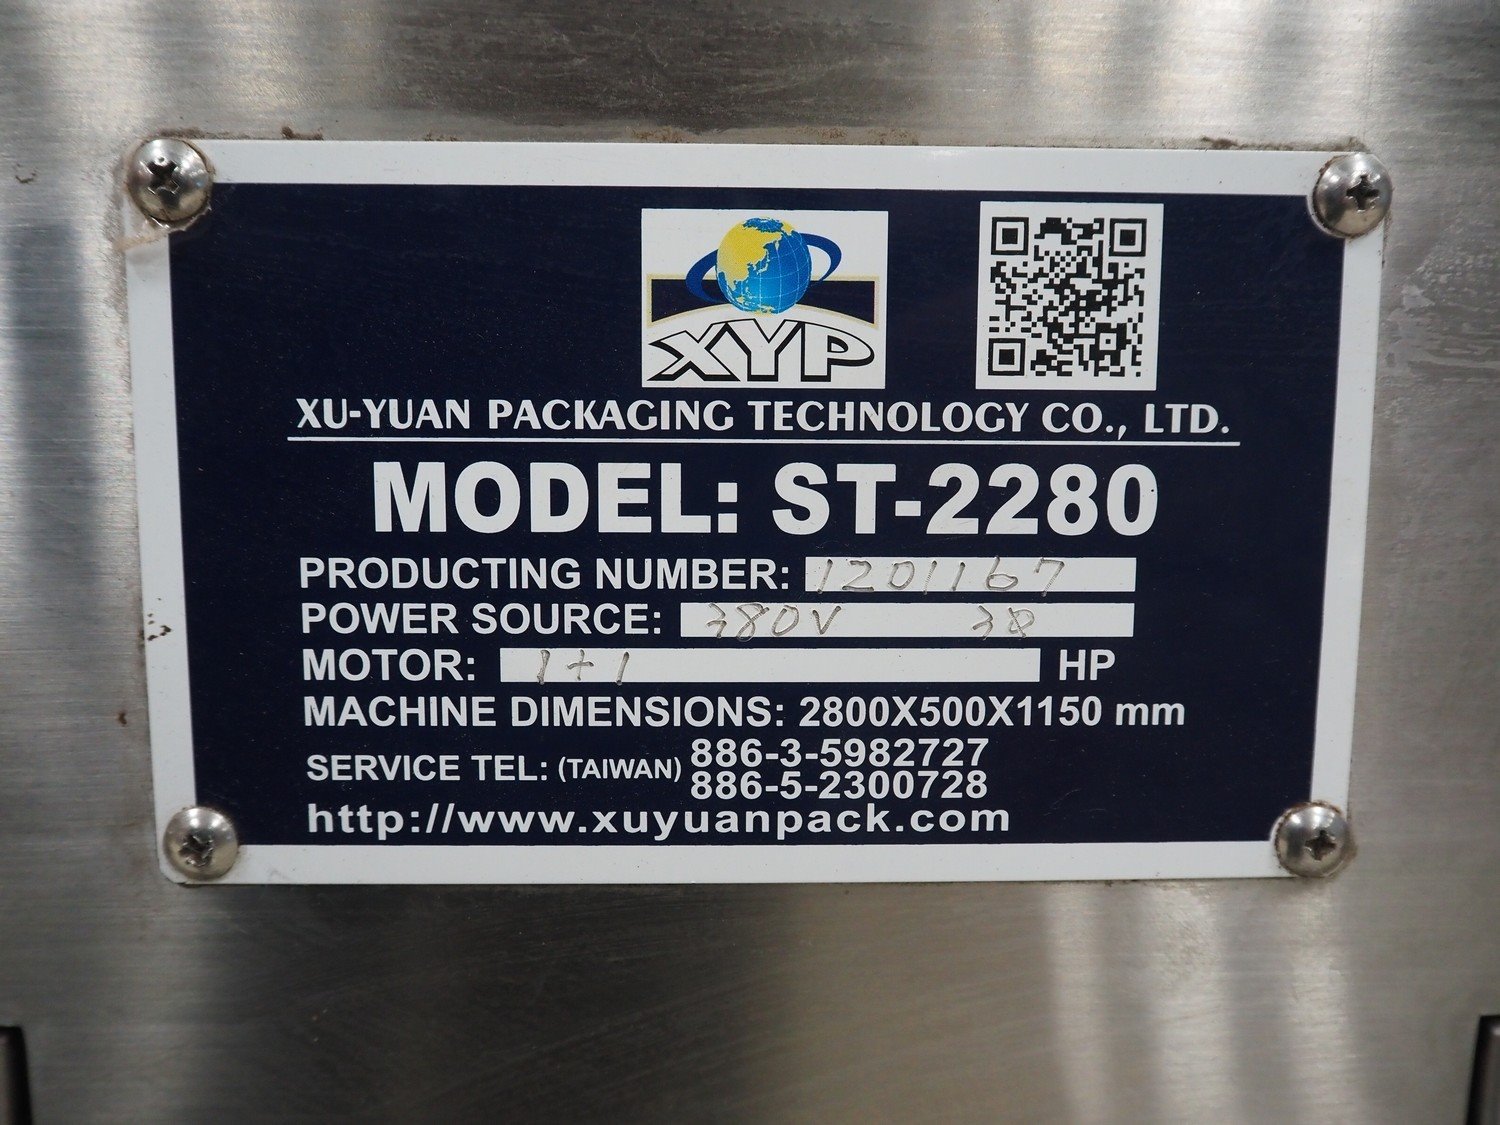 XYP
XU-YUAN PACKAGING TECHNOLOGY CO., LTD.
MODEL: ST-2280
PRODUCTING NUMBER: 1201167
POWER SOURCE: 380V 3Φ
MOTOR: 1+1 HP
MACHINE DIMENSIONS: 2800X500X1150 mm
SERVICE TEL: (TAIWAN) 886-3-5982727
886-5-2300728
http://www.xuyuanpack.com